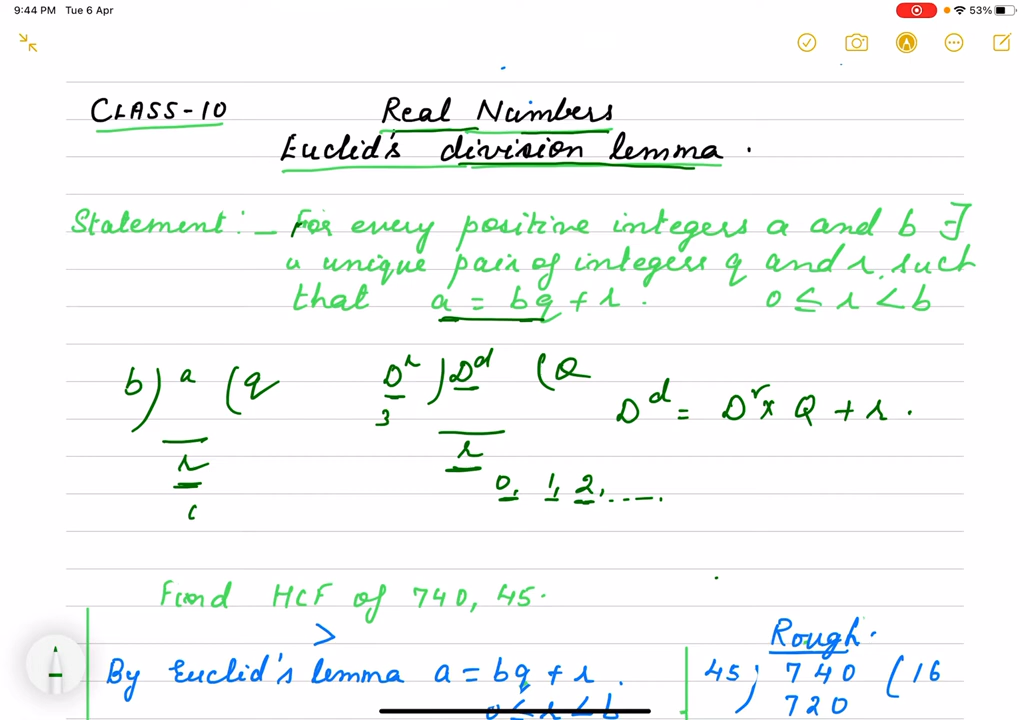 9:44 PM Tue 6 Apr 53%
CLASS-10 Real Numbers
Euclid's division lemma.
Statement:- For every positive integers a and b ∃
a unique pair of integers q and r, such
that a = bq + r. 0 ≤ r < b
b) a (q D^r ) D^d (Q D^d = D^r × Q + r.
3
r r
0, 1, 2, .....
Find HCF of 740, 45.
>
Rough.
By Euclid's lemma a = bq + r. 45) 740 (16
0 ≤ r < b 720